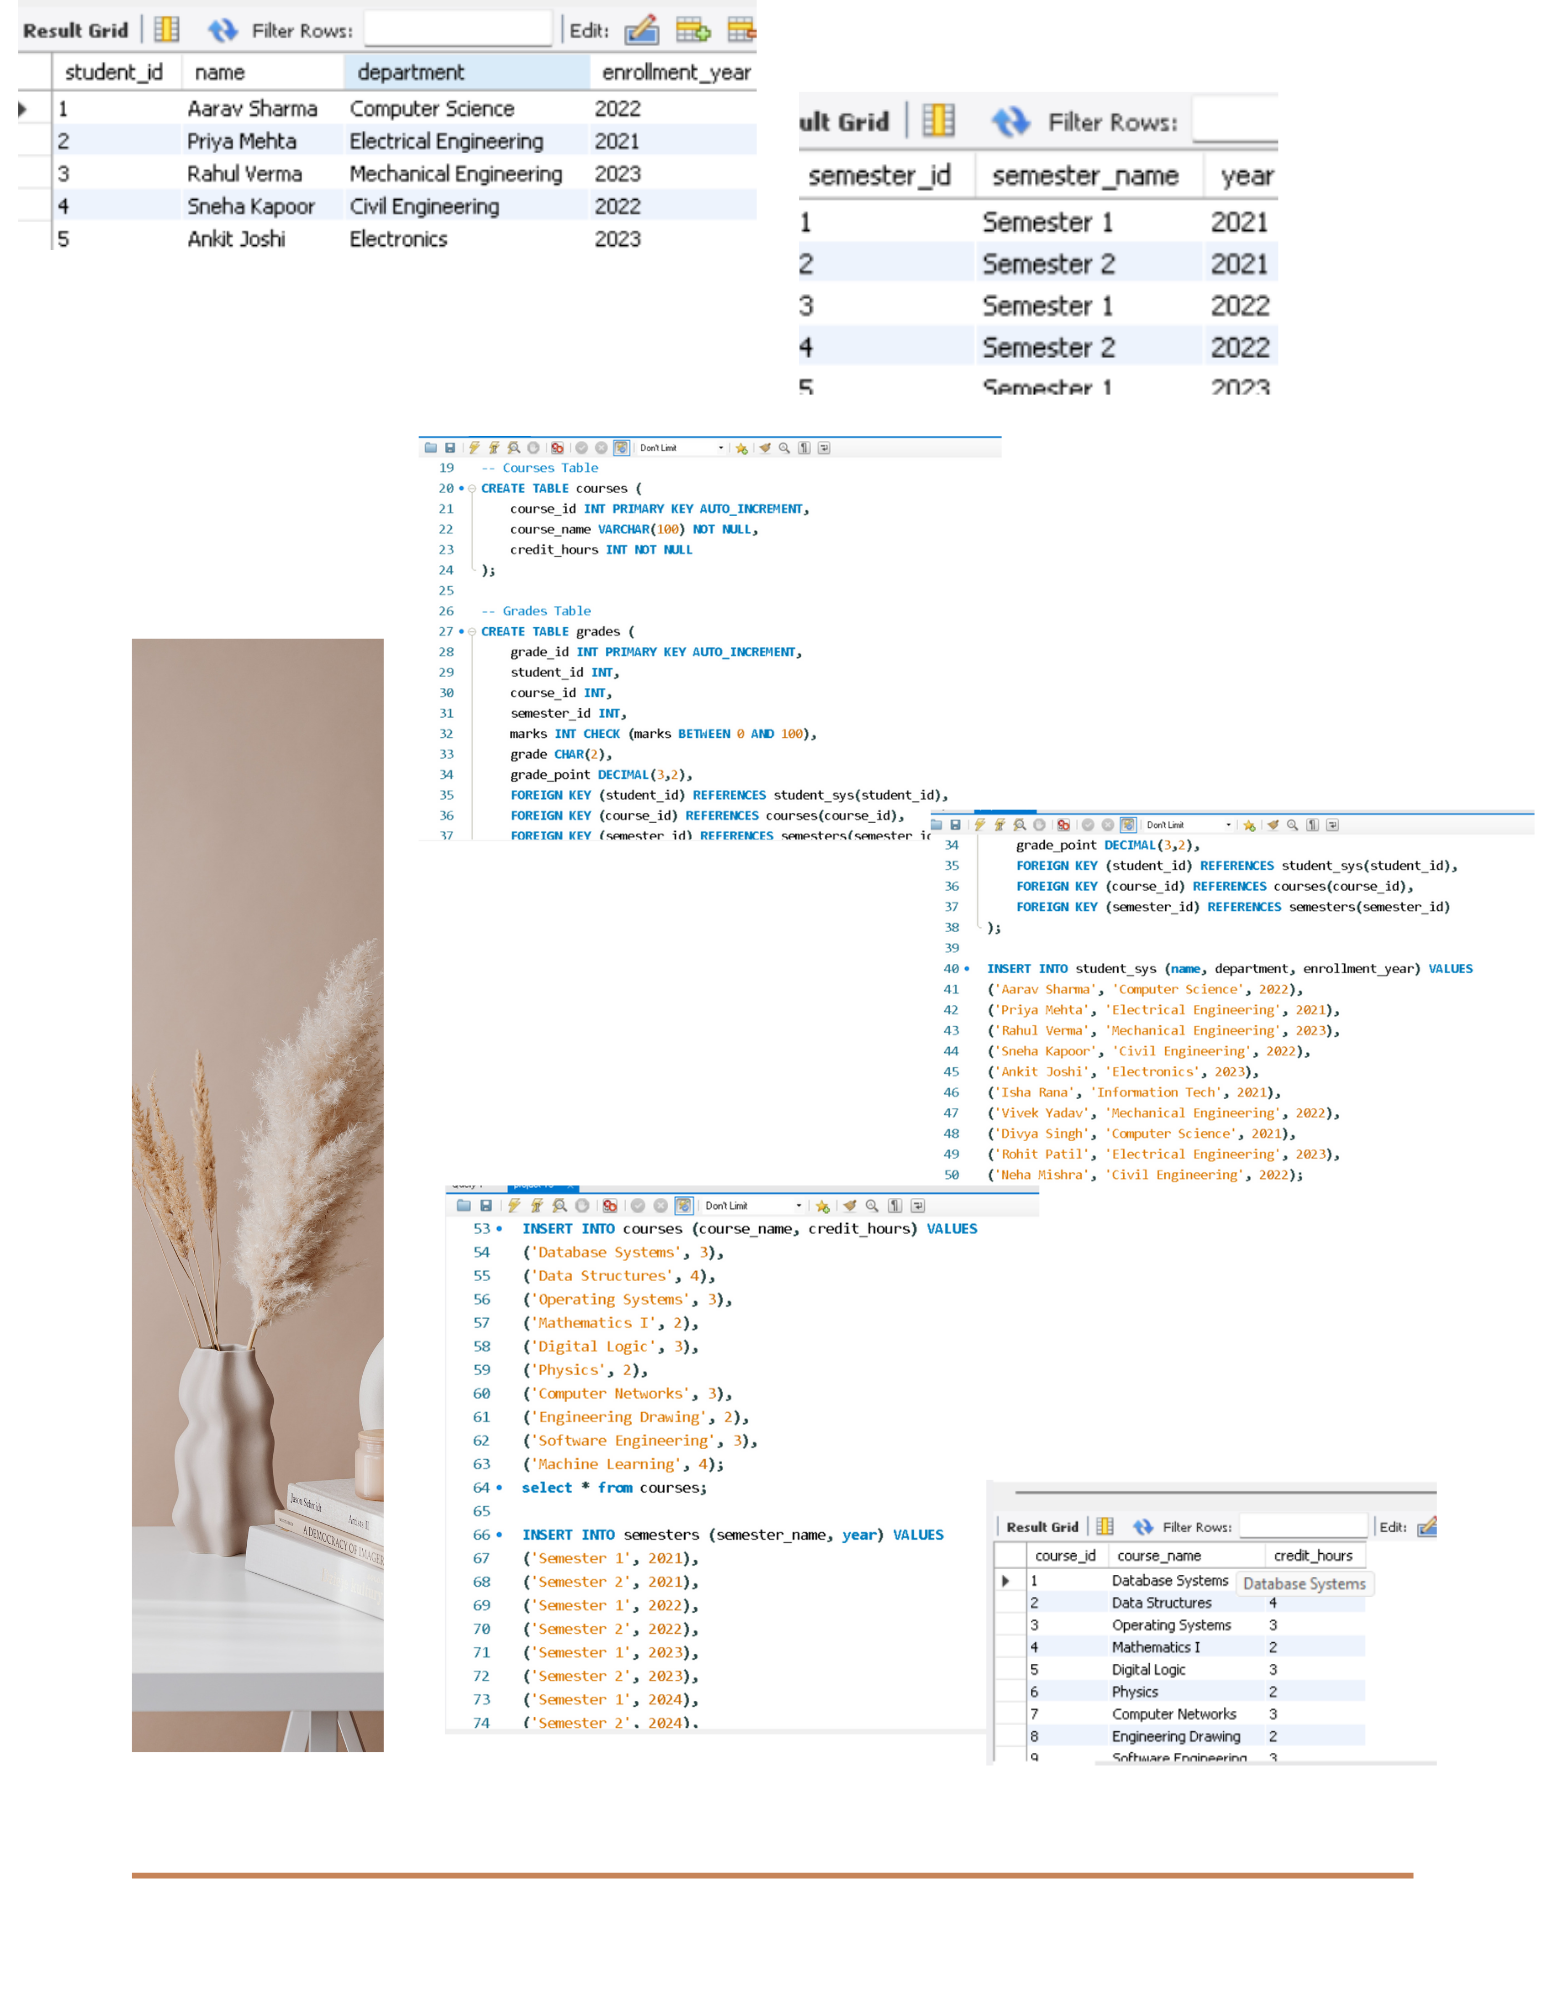 Result Grid Filter Rows: Edit:
student_id name department enrollment_year
1 Aarav Sharma Computer Science 2022
2 Priya Mehta Electrical Engineering 2021
3 Rahul Verma Mechanical Engineering 2023
4 Sneha Kapoor Civil Engineering 2022
5 Ankit Joshi Electronics 2023
ult Grid Filter Rows:
semester_id semester_name year
1 Semester 1 2021
2 Semester 2 2021
3 Semester 1 2022
4 Semester 2 2022
5 Semester 1 2023
Don't Limit
19 -- Courses Table
20 CREATE TABLE courses (
21 course_id INT PRIMARY KEY AUTO_INCREMENT,
22 course_name VARCHAR(100) NOT NULL,
23 credit_hours INT NOT NULL
24 );
25
26 -- Grades Table
27 CREATE TABLE grades (
28 grade_id INT PRIMARY KEY AUTO_INCREMENT,
29 student_id INT,
30 course_id INT,
31 semester_id INT,
32 marks INT CHECK (marks BETWEEN 0 AND 100),
33 grade CHAR(2),
34 grade_point DECIMAL(3,2),
35 FOREIGN KEY (student_id) REFERENCES student_sys(student_id),
36 FOREIGN KEY (course_id) REFERENCES courses(course_id),
37 FOREIGN KEY (semester_id) REFERENCES semesters(semester_ic
Don't Limit
34 grade_point DECIMAL(3,2),
35 FOREIGN KEY (student_id) REFERENCES student_sys(student_id),
36 FOREIGN KEY (course_id) REFERENCES courses(course_id),
37 FOREIGN KEY (semester_id) REFERENCES semesters(semester_id)
38 );
39
40 INSERT INTO student_sys (name, department, enrollment_year) VALUES
41 ('Aarav Sharma', 'Computer Science', 2022),
42 ('Priya Mehta', 'Electrical Engineering', 2021),
43 ('Rahul Verma', 'Mechanical Engineering', 2023),
44 ('Sneha Kapoor', 'Civil Engineering', 2022),
45 ('Ankit Joshi', 'Electronics', 2023),
46 ('Isha Rana', 'Information Tech', 2021),
47 ('Vivek Yadav', 'Mechanical Engineering', 2022),
48 ('Divya Singh', 'Computer Science', 2021),
49 ('Rohit Patil', 'Electrical Engineering', 2023),
50 ('Neha Mishra', 'Civil Engineering', 2022);
Don't Limit
53 INSERT INTO courses (course_name, credit_hours) VALUES
54 ('Database Systems', 3),
55 ('Data Structures', 4),
56 ('Operating Systems', 3),
57 ('Mathematics I', 2),
58 ('Digital Logic', 3),
59 ('Physics', 2),
60 ('Computer Networks', 3),
61 ('Engineering Drawing', 2),
62 ('Software Engineering', 3),
63 ('Machine Learning', 4);
64 select * from courses;
65
66 INSERT INTO semesters (semester_name, year) VALUES
67 ('Semester 1', 2021),
68 ('Semester 2', 2021),
69 ('Semester 1', 2022),
70 ('Semester 2', 2022),
71 ('Semester 1', 2023),
72 ('Semester 2', 2023),
73 ('Semester 1', 2024),
74 ('Semester 2', 2024),
Result Grid Filter Rows: Edit:
course_id course_name credit_hours
1 Database Systems Database Systems
2 Data Structures 4
3 Operating Systems 3
4 Mathematics I 2
5 Digital Logic 3
6 Physics 2
7 Computer Networks 3
8 Engineering Drawing 2
9 Software Engineering 3
Jason Schmidt
Artists II
A DEMOCRACY OF IMAGER